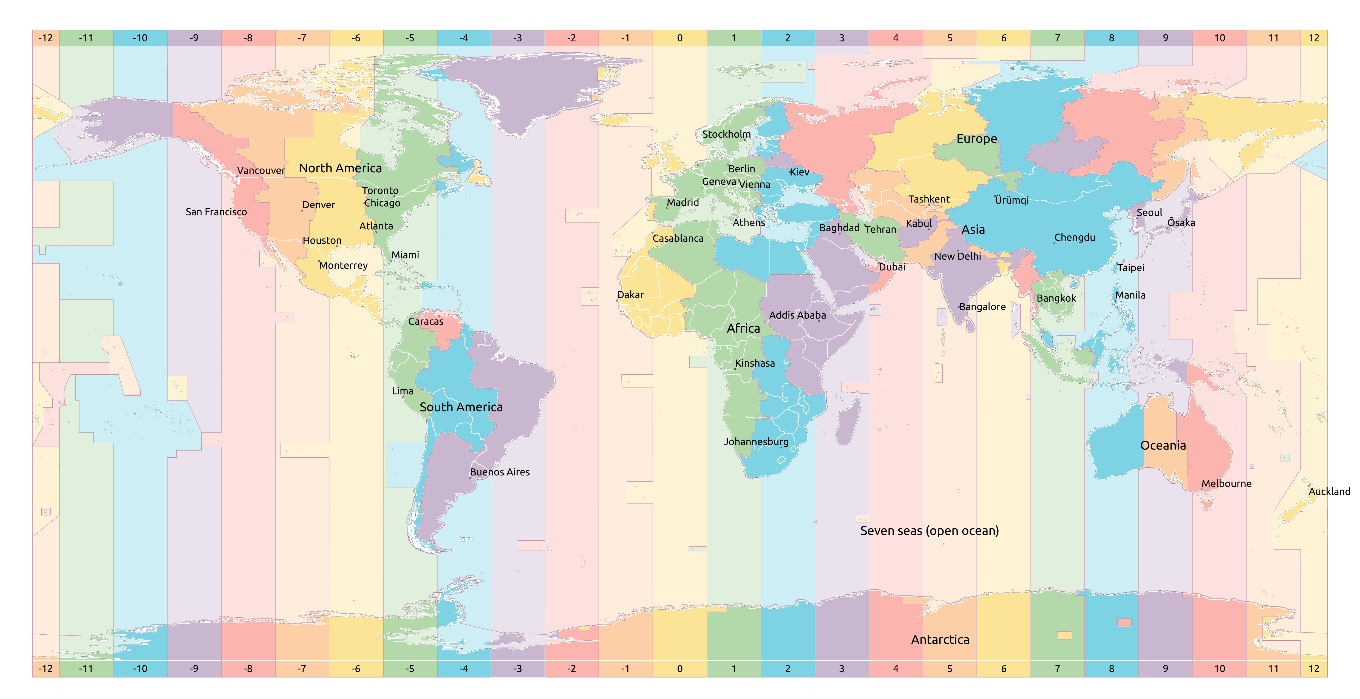 -12 -11 -10 -9 -8 -7 -6 -5 -4 -3 -2 -1 0 1 2 3 4 5 6 7 8 9 10 11 12
Stockholm
Europe
North America
Vancouver
Berlin
Kiev
Geneva
Vienna
Toronto
Tashkent
Ürümqi
Denver
Chicago
Madrid
San Francisco
Seoul
Atlanta
Athens
Baghdad
Tehran
Kabul
Asia
Ōsaka
Houston
Casablanca
Chengdu
Miami
New Delhi
Monterrey
Dubai
Taipei
Dakar
Bangkok
Manila
Bangalore
Caracas
Addis Ababa
Africa
Kinshasa
Lima
South America
Johannesburg
Oceania
Buenos Aires
Melbourne
Auckland
Seven seas (open ocean)
Antarctica
-12 -11 -10 -9 -8 -7 -6 -5 -4 -3 -2 -1 0 1 2 3 4 5 6 7 8 9 10 11 12